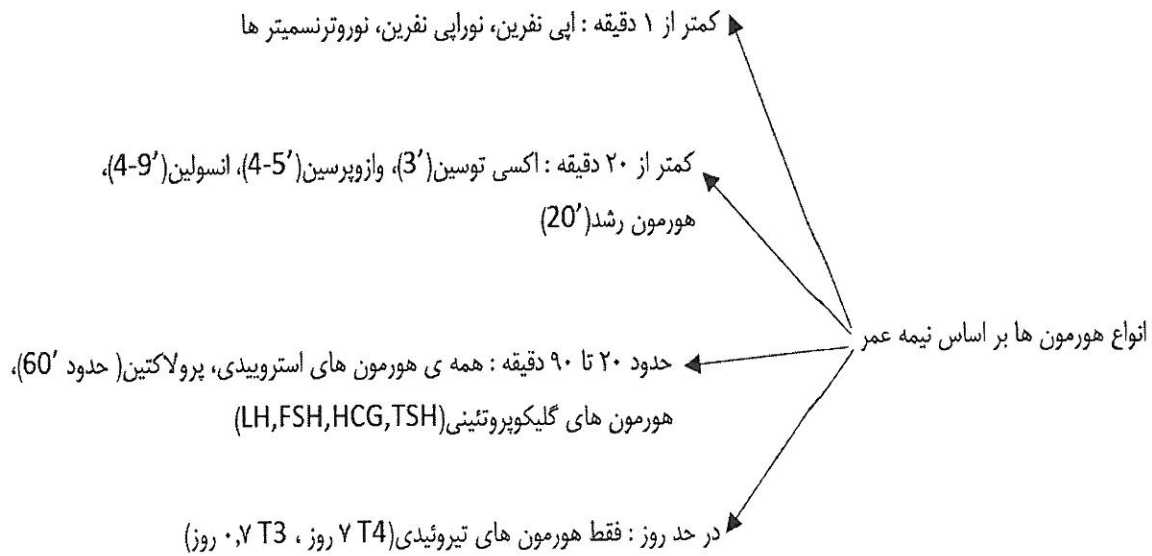 کمتر از ۱ دقیقه : اپی نفرین، نوراپی نفرین، نوروترنسمیتر ها
کمتر از ۲۰ دقیقه : اکسی توسین(3′)، وازوپرسین(4-5′)، انسولین(4-9′)،
هورمون رشد(20′)
انواع هورمون ها بر اساس نیمه عمر
حدود ۲۰ تا ۹۰ دقیقه : همه ی هورمون های استروییدی، پرولاکتین( حدود 60′)،
هورمون های گلیکوپروتئینی(LH,FSH,HCG,TSH)
در حد روز : فقط هورمون های تیروئیدی(T4 ۷ روز ، T3 ۰,۷ روز)